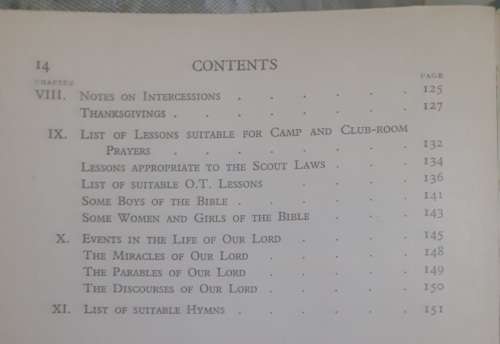 14 CONTENTS
CHAPTER PAGE
VIII. NOTES ON INTERCESSIONS . . . . . 125
THANKSGIVINGS . . . . . . 127
IX. LIST OF LESSONS SUITABLE FOR CAMP AND CLUB-ROOM
PRAYERS . . . . . . 132
LESSONS APPROPRIATE TO THE SCOUT LAWS . . . 134
LIST OF SUITABLE O.T. LESSONS . . . . 136
SOME BOYS OF THE BIBLE . . . . . 141
SOME WOMEN AND GIRLS OF THE BIBLE . . . 143
X. EVENTS IN THE LIFE OF OUR LORD . . . . 145
THE MIRACLES OF OUR LORD . . . . 148
THE PARABLES OF OUR LORD . . . . 149
THE DISCOURSES OF OUR LORD . . . . 150
XI. LIST OF SUITABLE HYMNS . . . . . 151